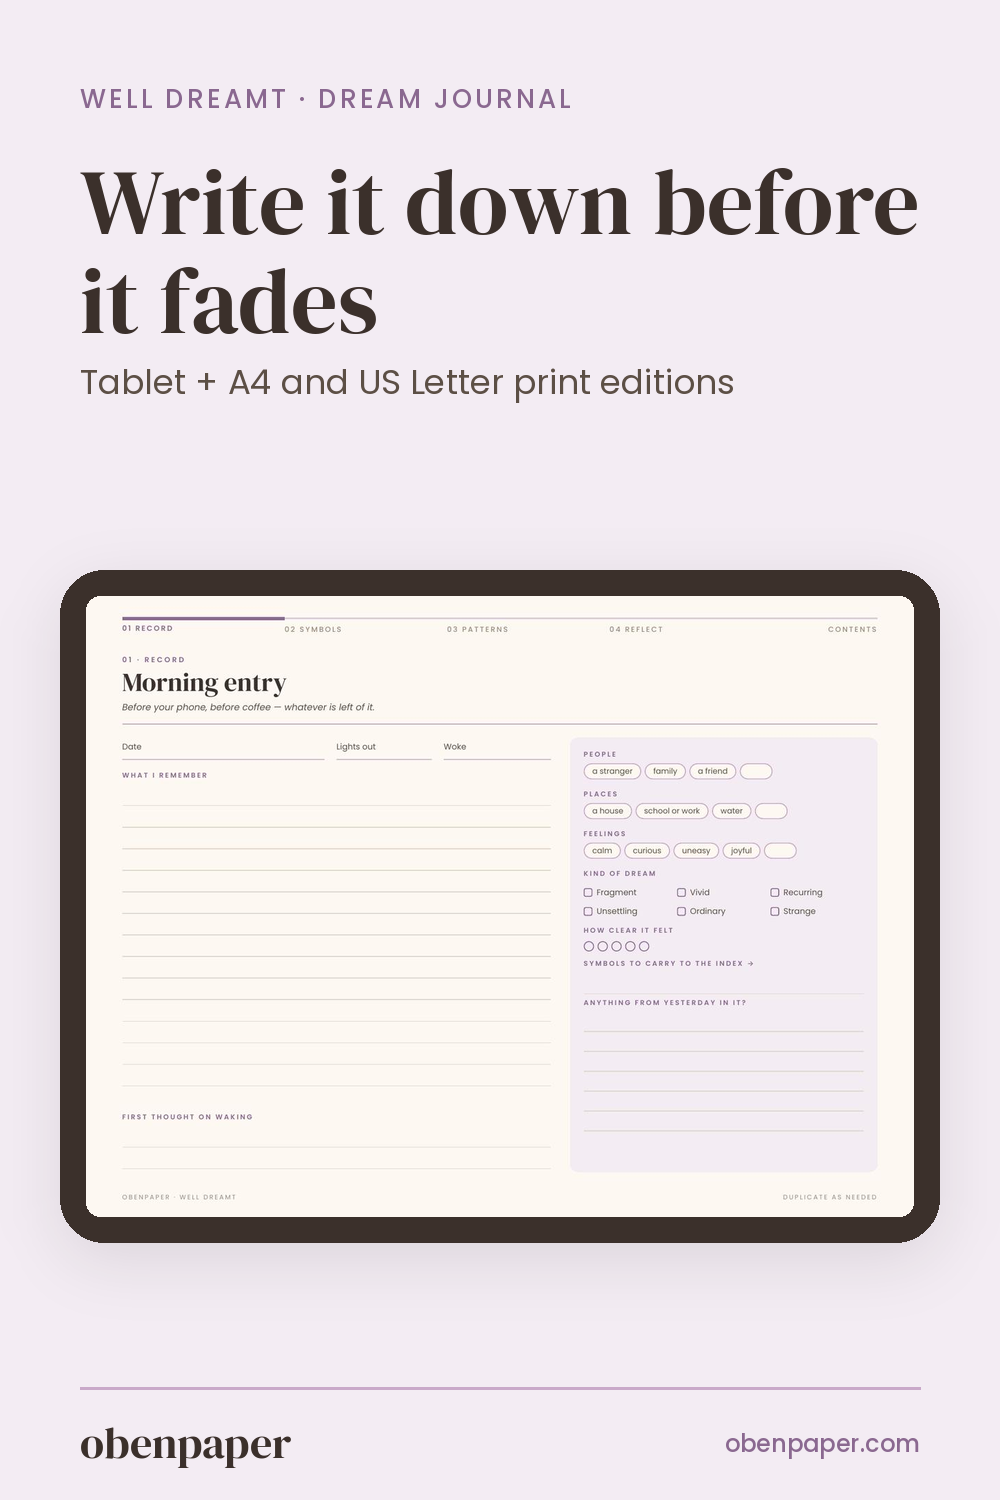 WELL DREAMT · DREAM JOURNAL
Write it down before
it fades
Tablet + A4 and US Letter print editions
01 RECORD
02 SYMBOLS
03 PATTERNS
04 REFLECT
CONTENTS
01 · RECORD
Morning entry
Before your phone, before coffee — whatever is left of it.
Date
Lights out
Woke
WHAT I REMEMBER
FIRST THOUGHT ON WAKING
PEOPLE
a stranger
family
a friend
PLACES
a house
school or work
water
FEELINGS
calm
curious
uneasy
joyful
KIND OF DREAM
Fragment
Vivid
Recurring
Unsettling
Ordinary
Strange
HOW CLEAR IT FELT
SYMBOLS TO CARRY TO THE INDEX →
ANYTHING FROM YESTERDAY IN IT?
OBENPAPER · WELL DREAMT
DUPLICATE AS NEEDED
obenpaper
obenpaper.com